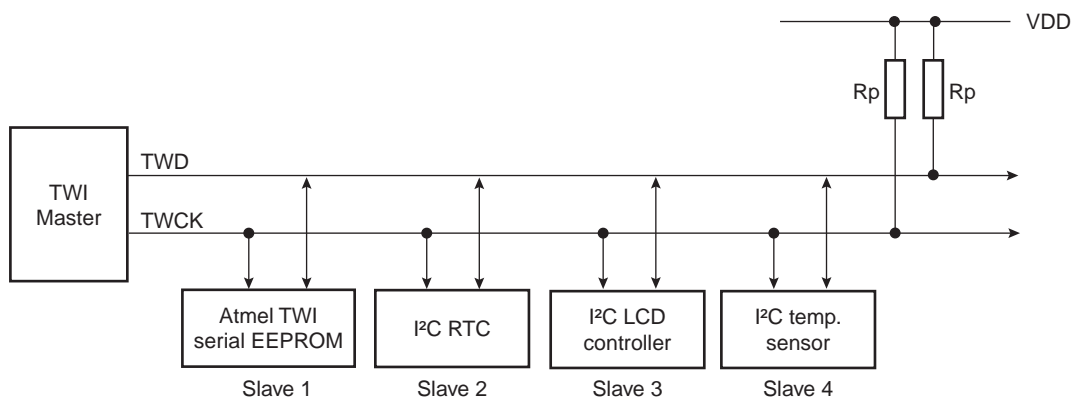 VDD
Rp
Rp
TWI
Master
TWD
TWCK
Atmel TWI
serial EEPROM
I²C RTC
I²C LCD
controller
I²C temp.
sensor
Slave 1
Slave 2
Slave 3
Slave 4